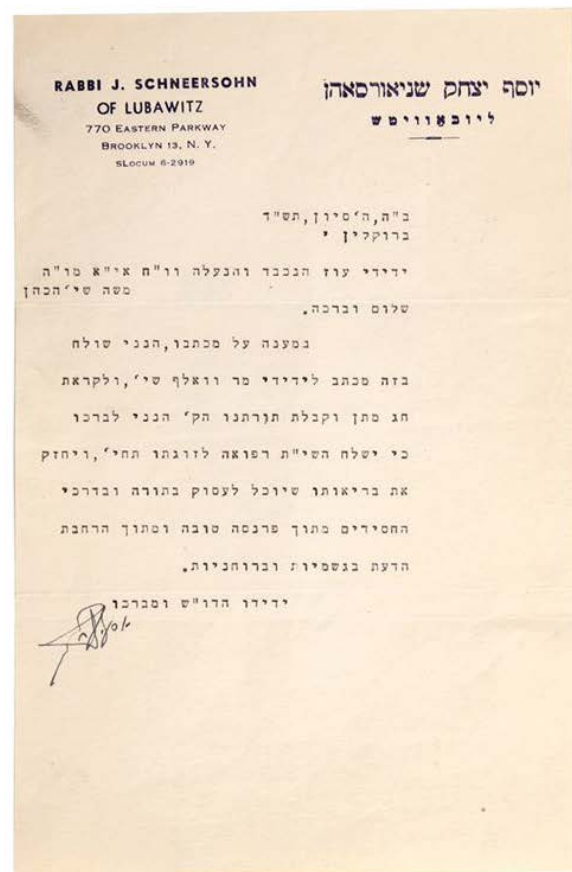 RABBI J. SCHNEERSOHN
OF LUBAWITZ
770 EASTERN PARKWAY
BROOKLYN 13, N. Y.
SLOCUM 6-2919
יוסף יצחק שניאורסאהן
ליובאוויטש
ב"ה,ה'סיון,תש"ד
ברוקלין י
ידידי עוז הנכבד והנעלה וו"ח אי"א מו"ה
משה שי'הכהן
שלום וברכה.
במענה על מכתבו,הנני שולח
בזה מכתב לידידי מר וואלף שי',ולקראת
חג מתן וקבלת תורתנו הק' הנני לברכו
כי ישלח השי"ת רפואה לזוגתו תחי',ויחזק
את בריאותו שיוכל לעסוק בתורה ובדרכי
החסידים מתוך פרנסה טובה ומתוך הרחבת
הדעת בגשמיות וברוחניות.
ידידו הדו"ש ומברכו